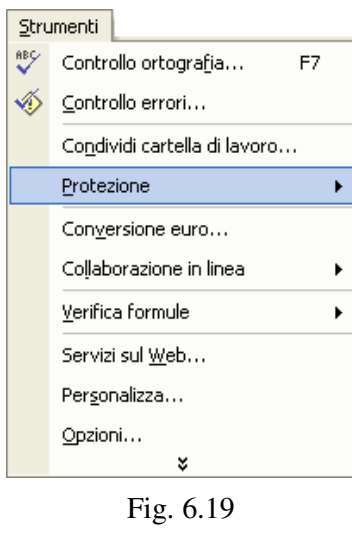 Strumenti
ABC
Controllo ortografia... F7
Controllo errori...
Condividi cartella di lavoro...
Protezione
Conversione euro...
Collaborazione in linea
Verifica formule
Servizi sul Web...
Personalizza...
Opzioni...
Fig. 6.19